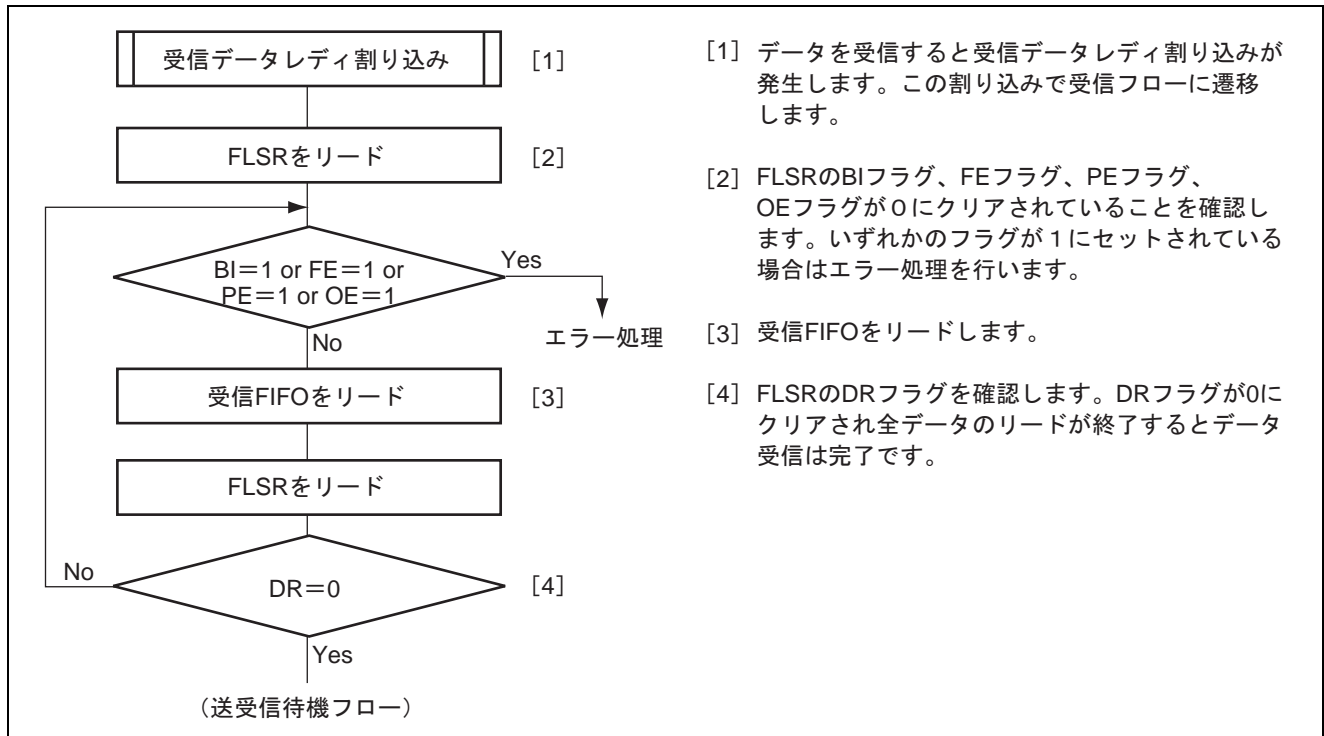 受信データレディ割り込み [1]
FLSRをリード [2]
BI＝1 or FE＝1 or
PE＝1 or OE＝1
Yes
エラー処理
No
受信FIFOをリード [3]
FLSRをリード
No
DR＝0 [4]
Yes
（送受信待機フロー）
[1] データを受信すると受信データレディ割り込みが
発生します。この割り込みで受信フローに遷移
します。
[2] FLSRのBIフラグ、FEフラグ、PEフラグ、
OEフラグが０にクリアされていることを確認し
ます。いずれかのフラグが１にセットされている
場合はエラー処理を行います。
[3] 受信FIFOをリードします。
[4] FLSRのDRフラグを確認します。DRフラグが0に
クリアされ全データのリードが終了するとデータ
受信は完了です。